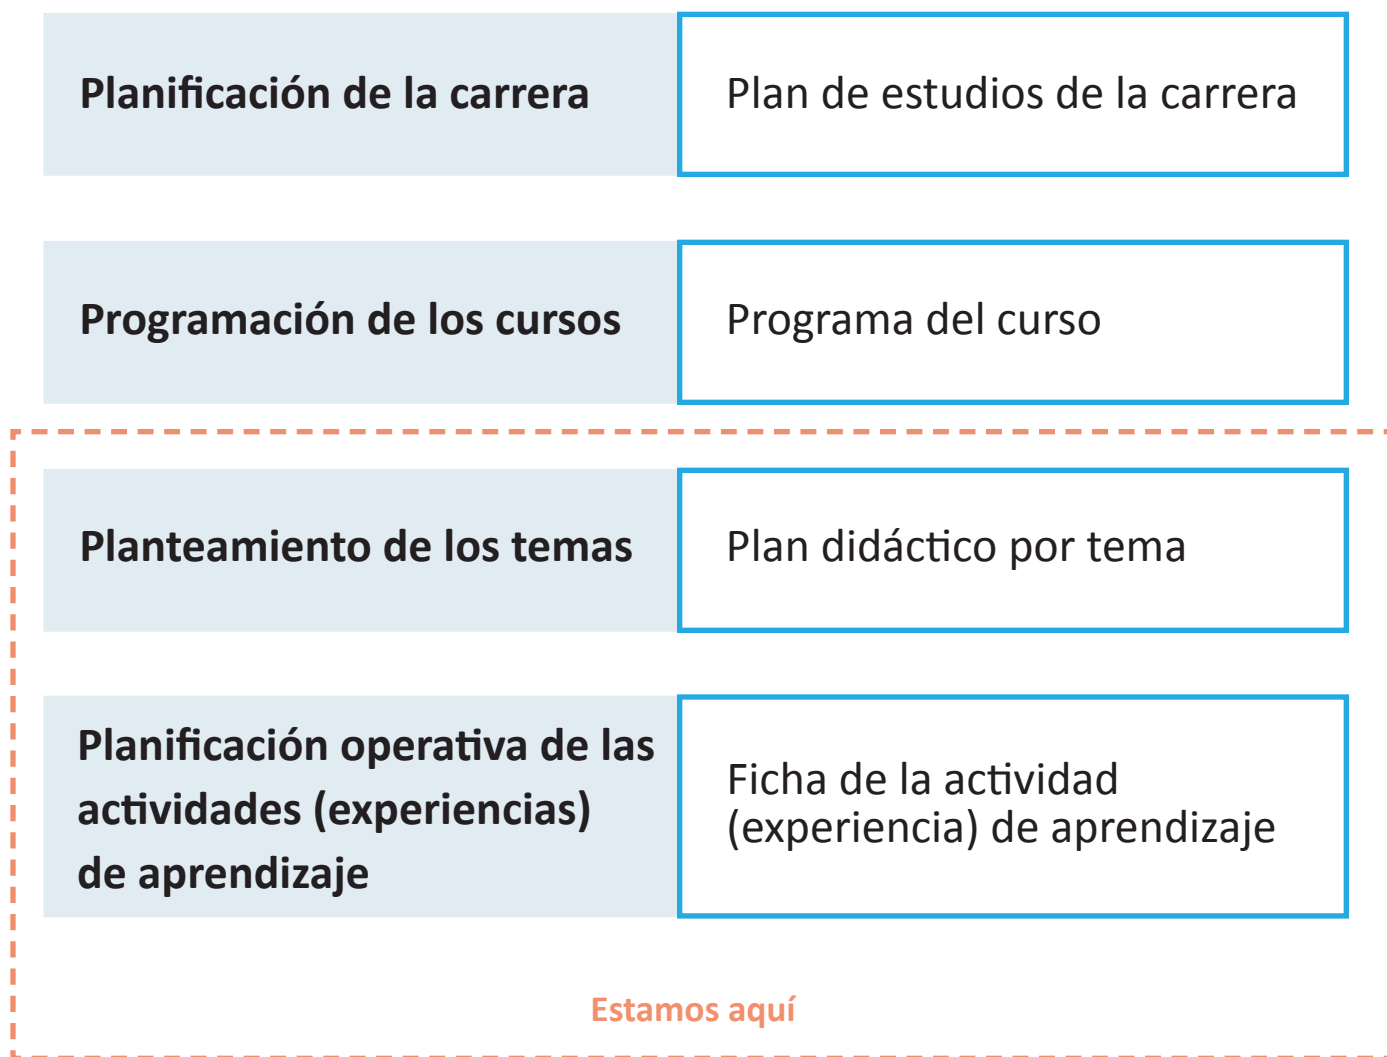 Planificación de la carrera
Plan de estudios de la carrera
Programación de los cursos
Programa del curso
Planteamiento de los temas
Plan didáctico por tema
Planificación operativa de las
actividades (experiencias)
de aprendizaje
Ficha de la actividad
(experiencia) de aprendizaje
Estamos aquí